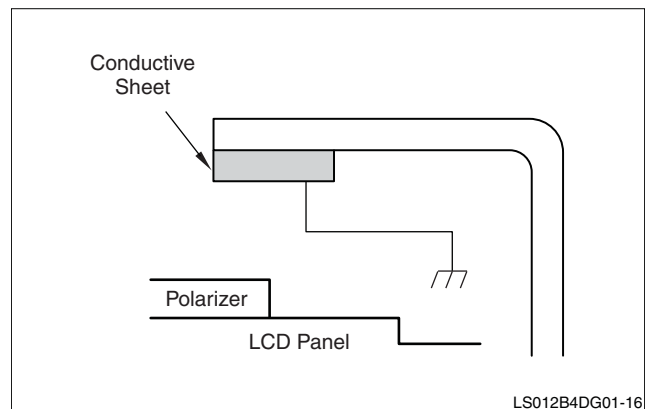 Conductive
Sheet
Polarizer
LCD Panel
LS012B4DG01-16